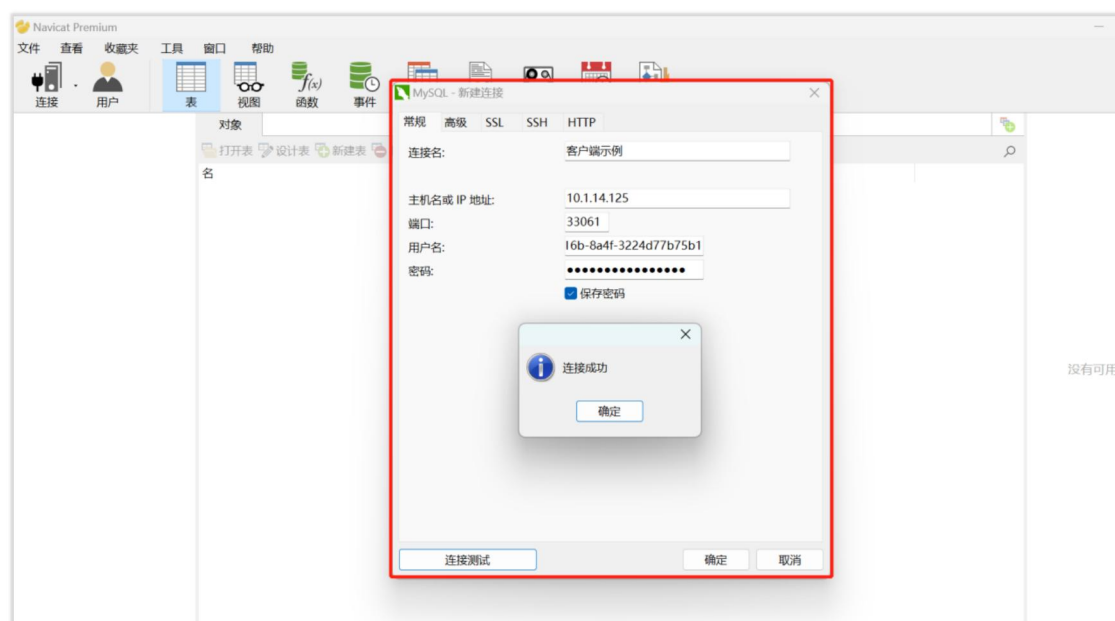 Navicat Premium
文件 查看 收藏夹 工具 窗口 帮助
连接 用户 表 视图 f(x) 函数 事件
MySQL - 新建连接
对象
常规 高级 SSL SSH HTTP
打开表 设计表 新建表
名
连接名: 客户端示例
主机名或 IP 地址: 10.1.14.125
端口: 33061
用户名: 16b-8a4f-3224d77b75b1
密码: ●●●●●●●●●●●●●●●●
保存密码
连接成功
确定
没有可用
连接测试 确定 取消